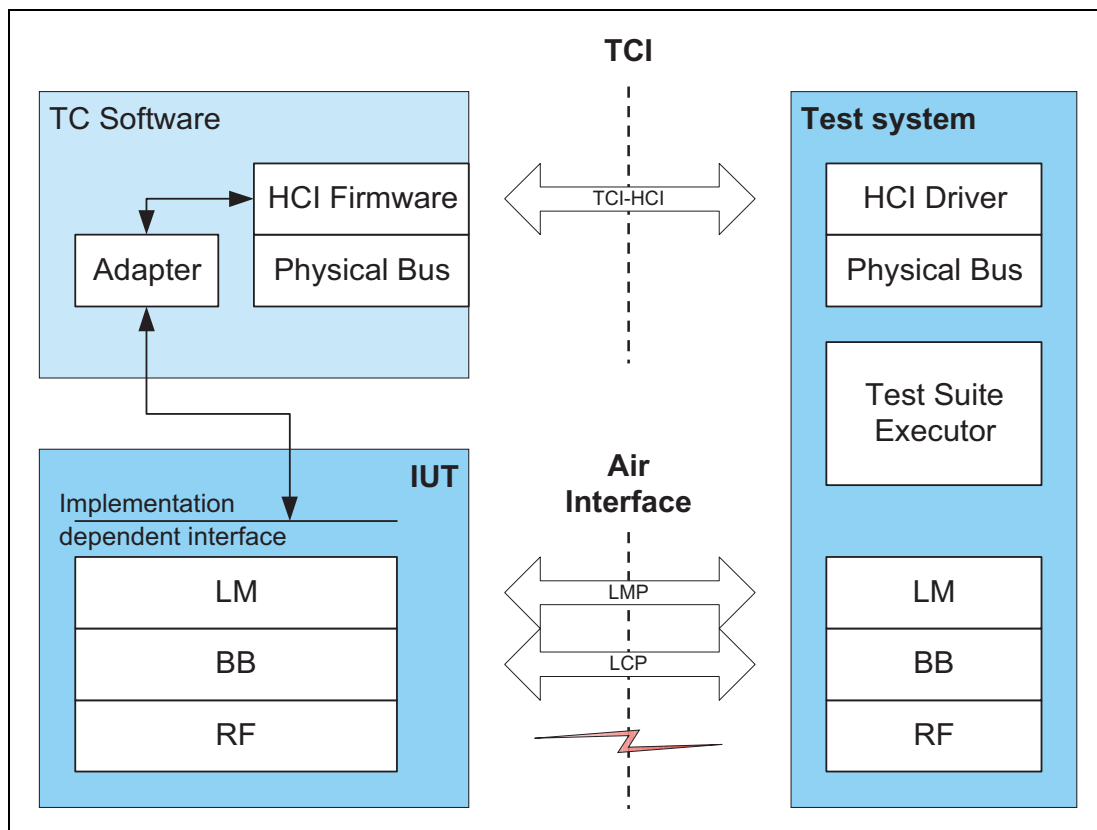 TCI
TC Software
HCI Firmware
Adapter
Physical Bus
TCI-HCI
Test system
HCI Driver
Physical Bus
Test Suite
Executor
IUT
Implementation
dependent interface
LM
BB
RF
Air
Interface
LMP
LCP
LM
BB
RF